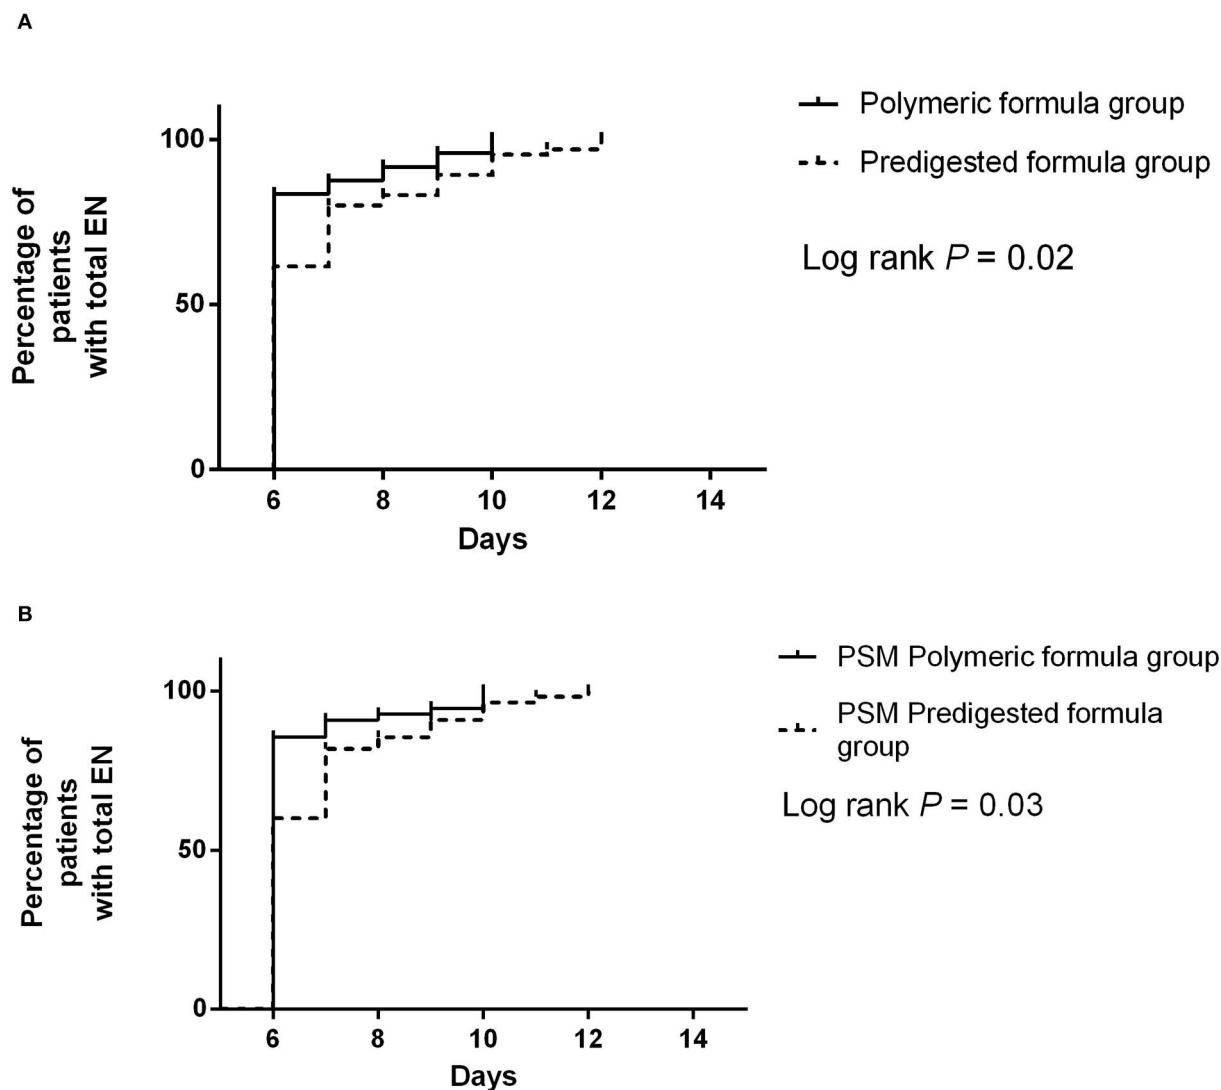 A
Percentage of
patients
with total EN
100
50
0
6
8
10
12
14
Days
Polymeric formula group
Predigested formula group
Log rank P = 0.02
B
Percentage of
patients
with total EN
100
50
0
6
8
10
12
14
Days
PSM Polymeric formula group
PSM Predigested formula
group
Log rank P = 0.03